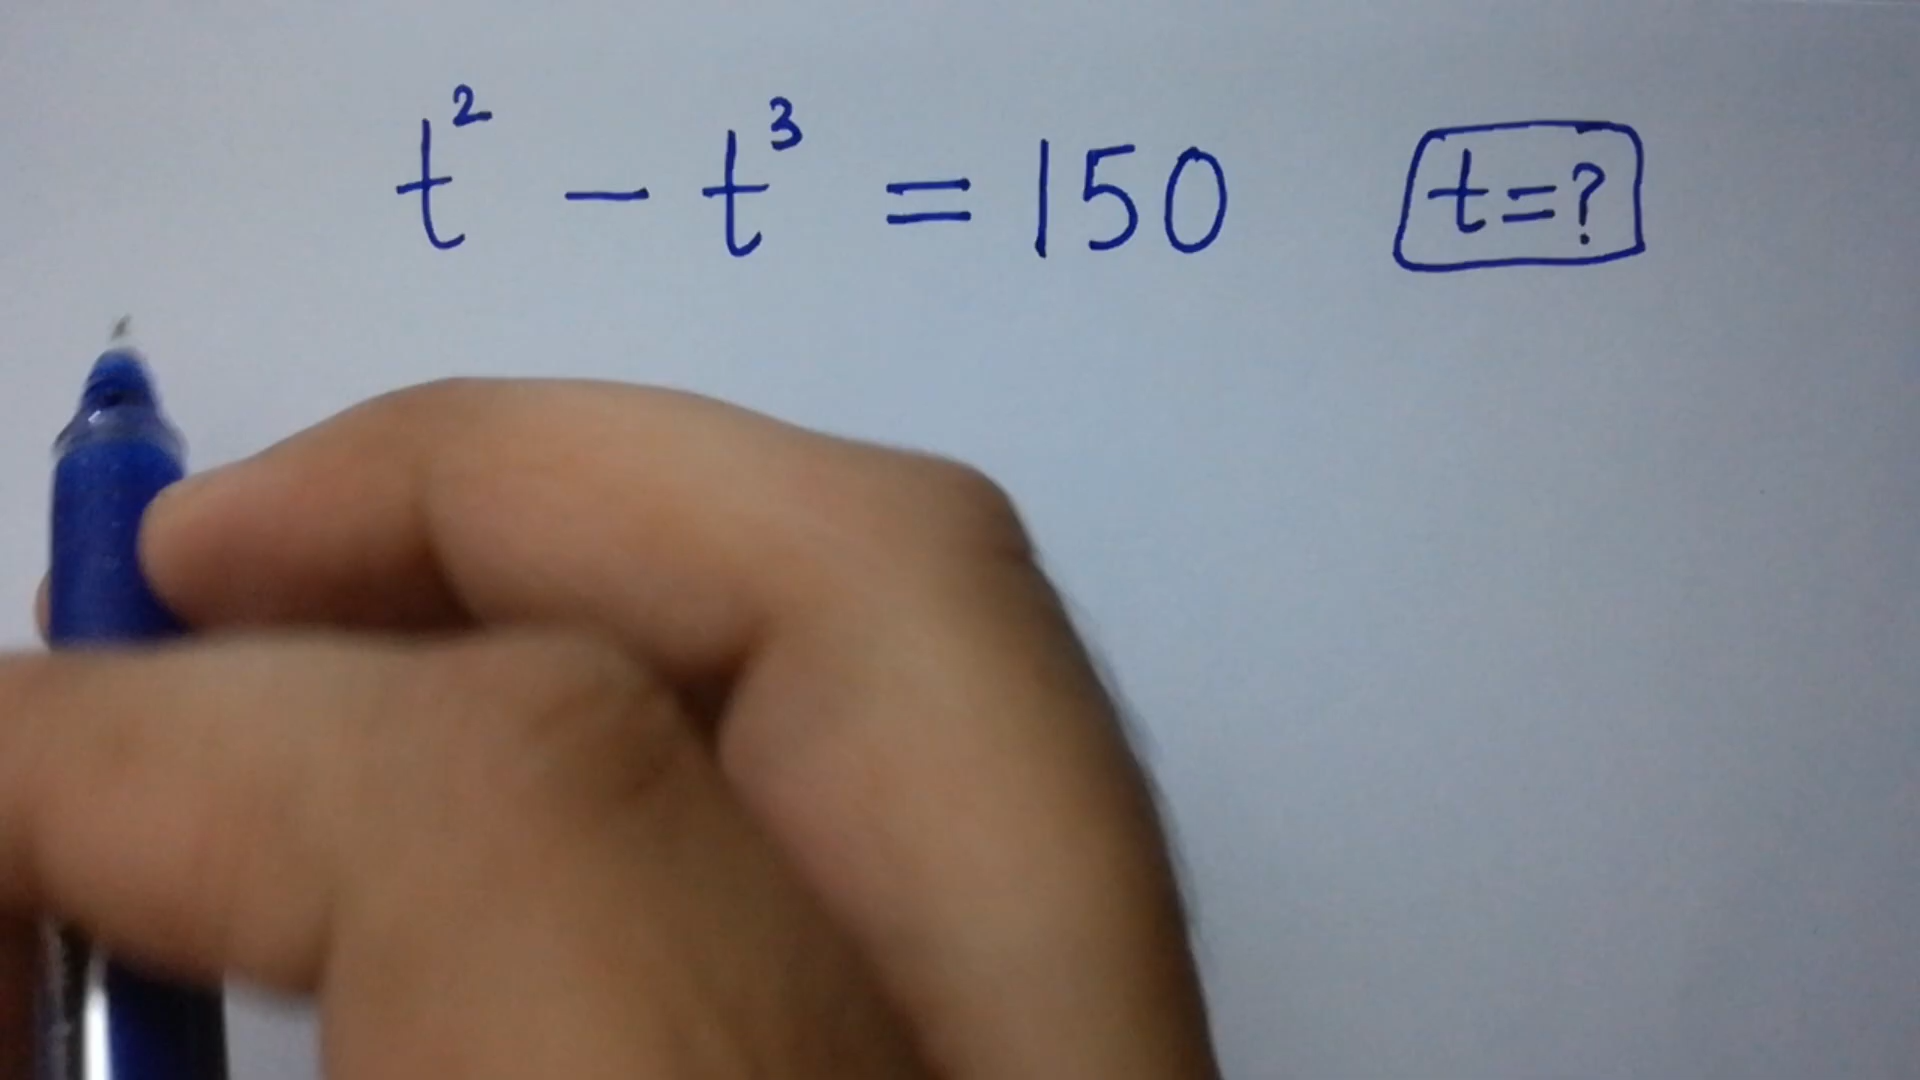 t² – t³ = 150 t=?